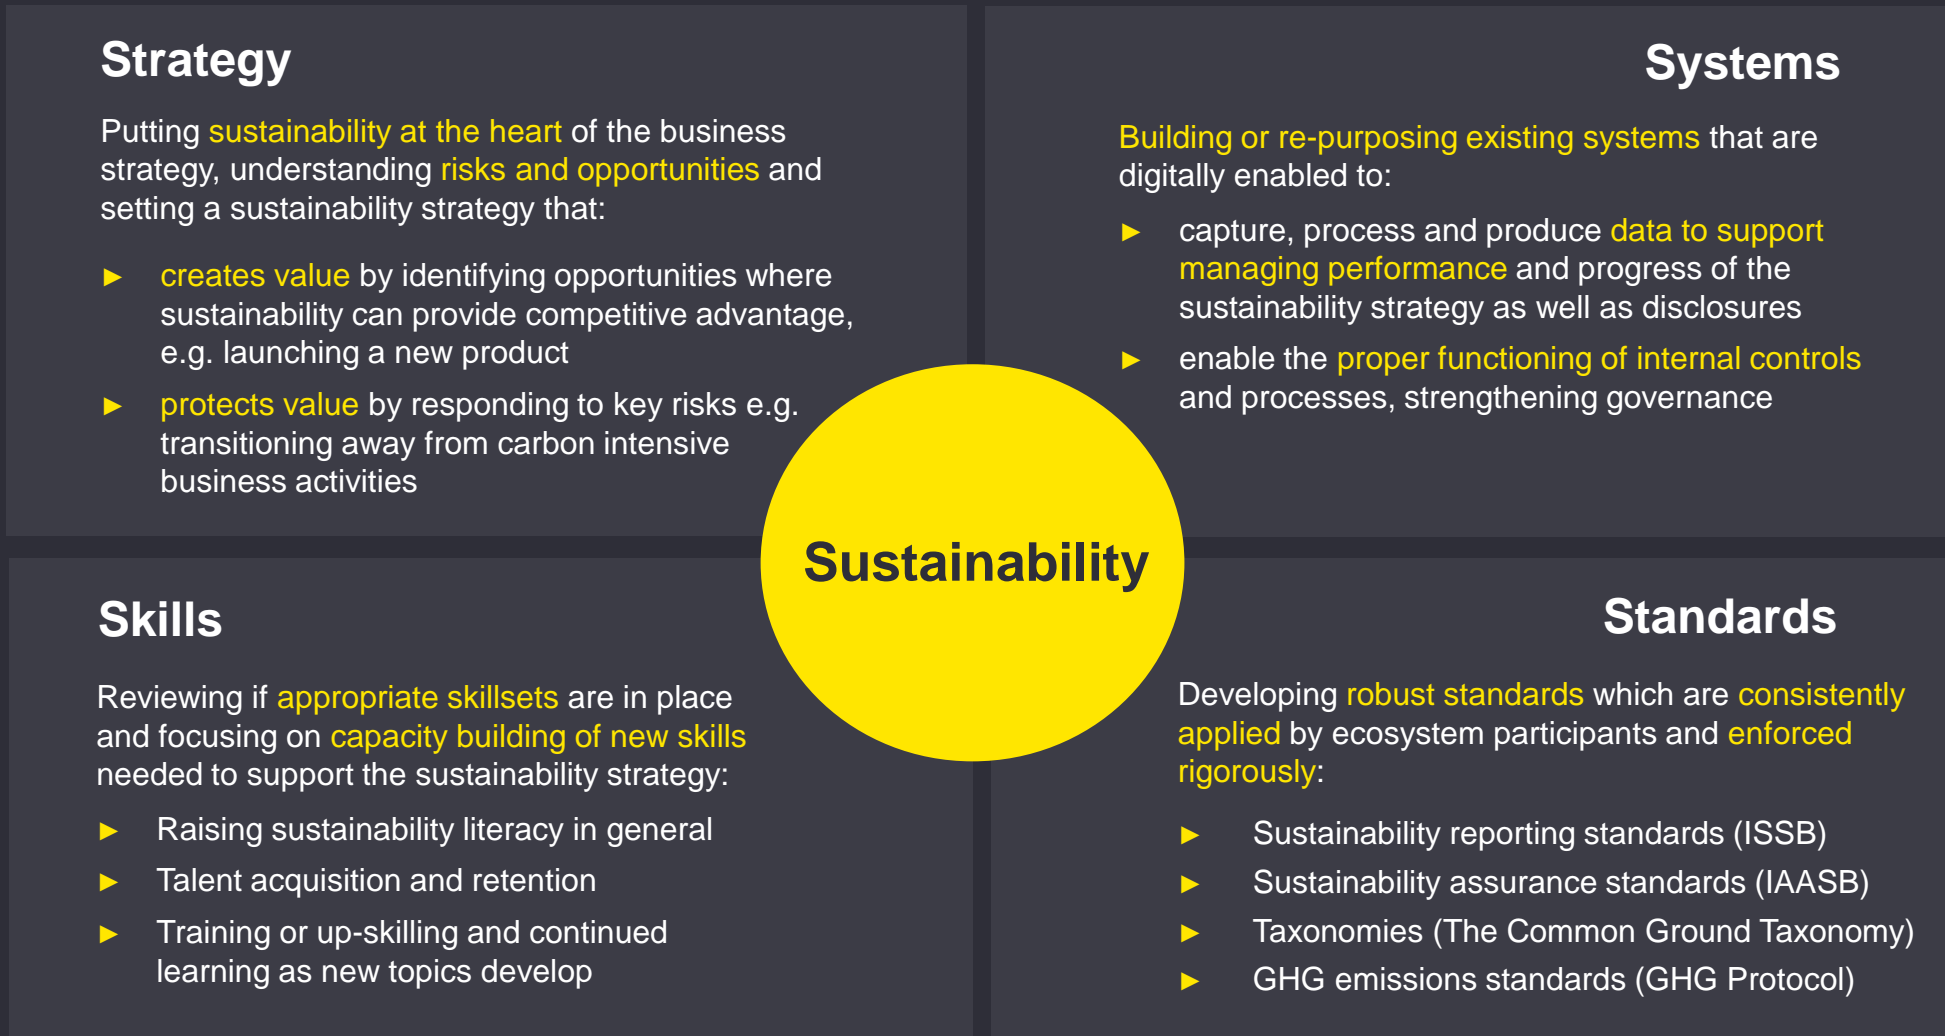 Strategy
Putting sustainability at the heart of the business
strategy, understanding risks and opportunities and
setting a sustainability strategy that:
► creates value by identifying opportunities where
sustainability can provide competitive advantage,
e.g. launching a new product
► protects value by responding to key risks e.g.
transitioning away from carbon intensive
business activities
Systems
Building or re-purposing existing systems that are
digitally enabled to:
► capture, process and produce data to support
managing performance and progress of the
sustainability strategy as well as disclosures
► enable the proper functioning of internal controls
and processes, strengthening governance
Sustainability
Skills
Reviewing if appropriate skillsets are in place
and focusing on capacity building of new skills
needed to support the sustainability strategy:
► Raising sustainability literacy in general
► Talent acquisition and retention
► Training or up-skilling and continued
learning as new topics develop
Standards
Developing robust standards which are consistently
applied by ecosystem participants and enforced
rigorously:
► Sustainability reporting standards (ISSB)
► Sustainability assurance standards (IAASB)
► Taxonomies (The Common Ground Taxonomy)
► GHG emissions standards (GHG Protocol)